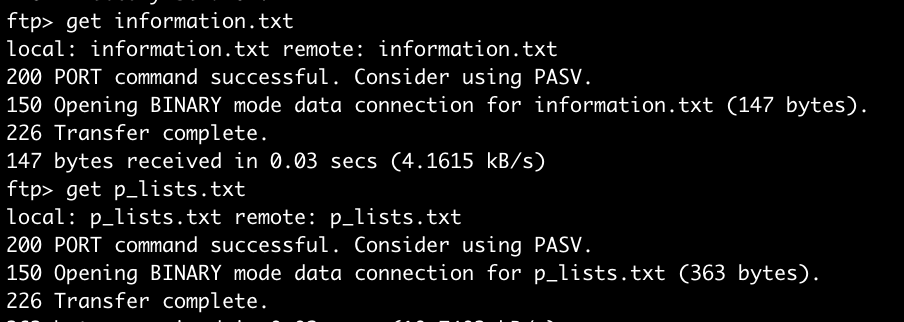 ftp> get information.txt
local: information.txt remote: information.txt
200 PORT command successful. Consider using PASV.
150 Opening BINARY mode data connection for information.txt (147 bytes).
226 Transfer complete.
147 bytes received in 0.03 secs (4.1615 kB/s)
ftp> get p_lists.txt
local: p_lists.txt remote: p_lists.txt
200 PORT command successful. Consider using PASV.
150 Opening BINARY mode data connection for p_lists.txt (363 bytes).
226 Transfer complete.